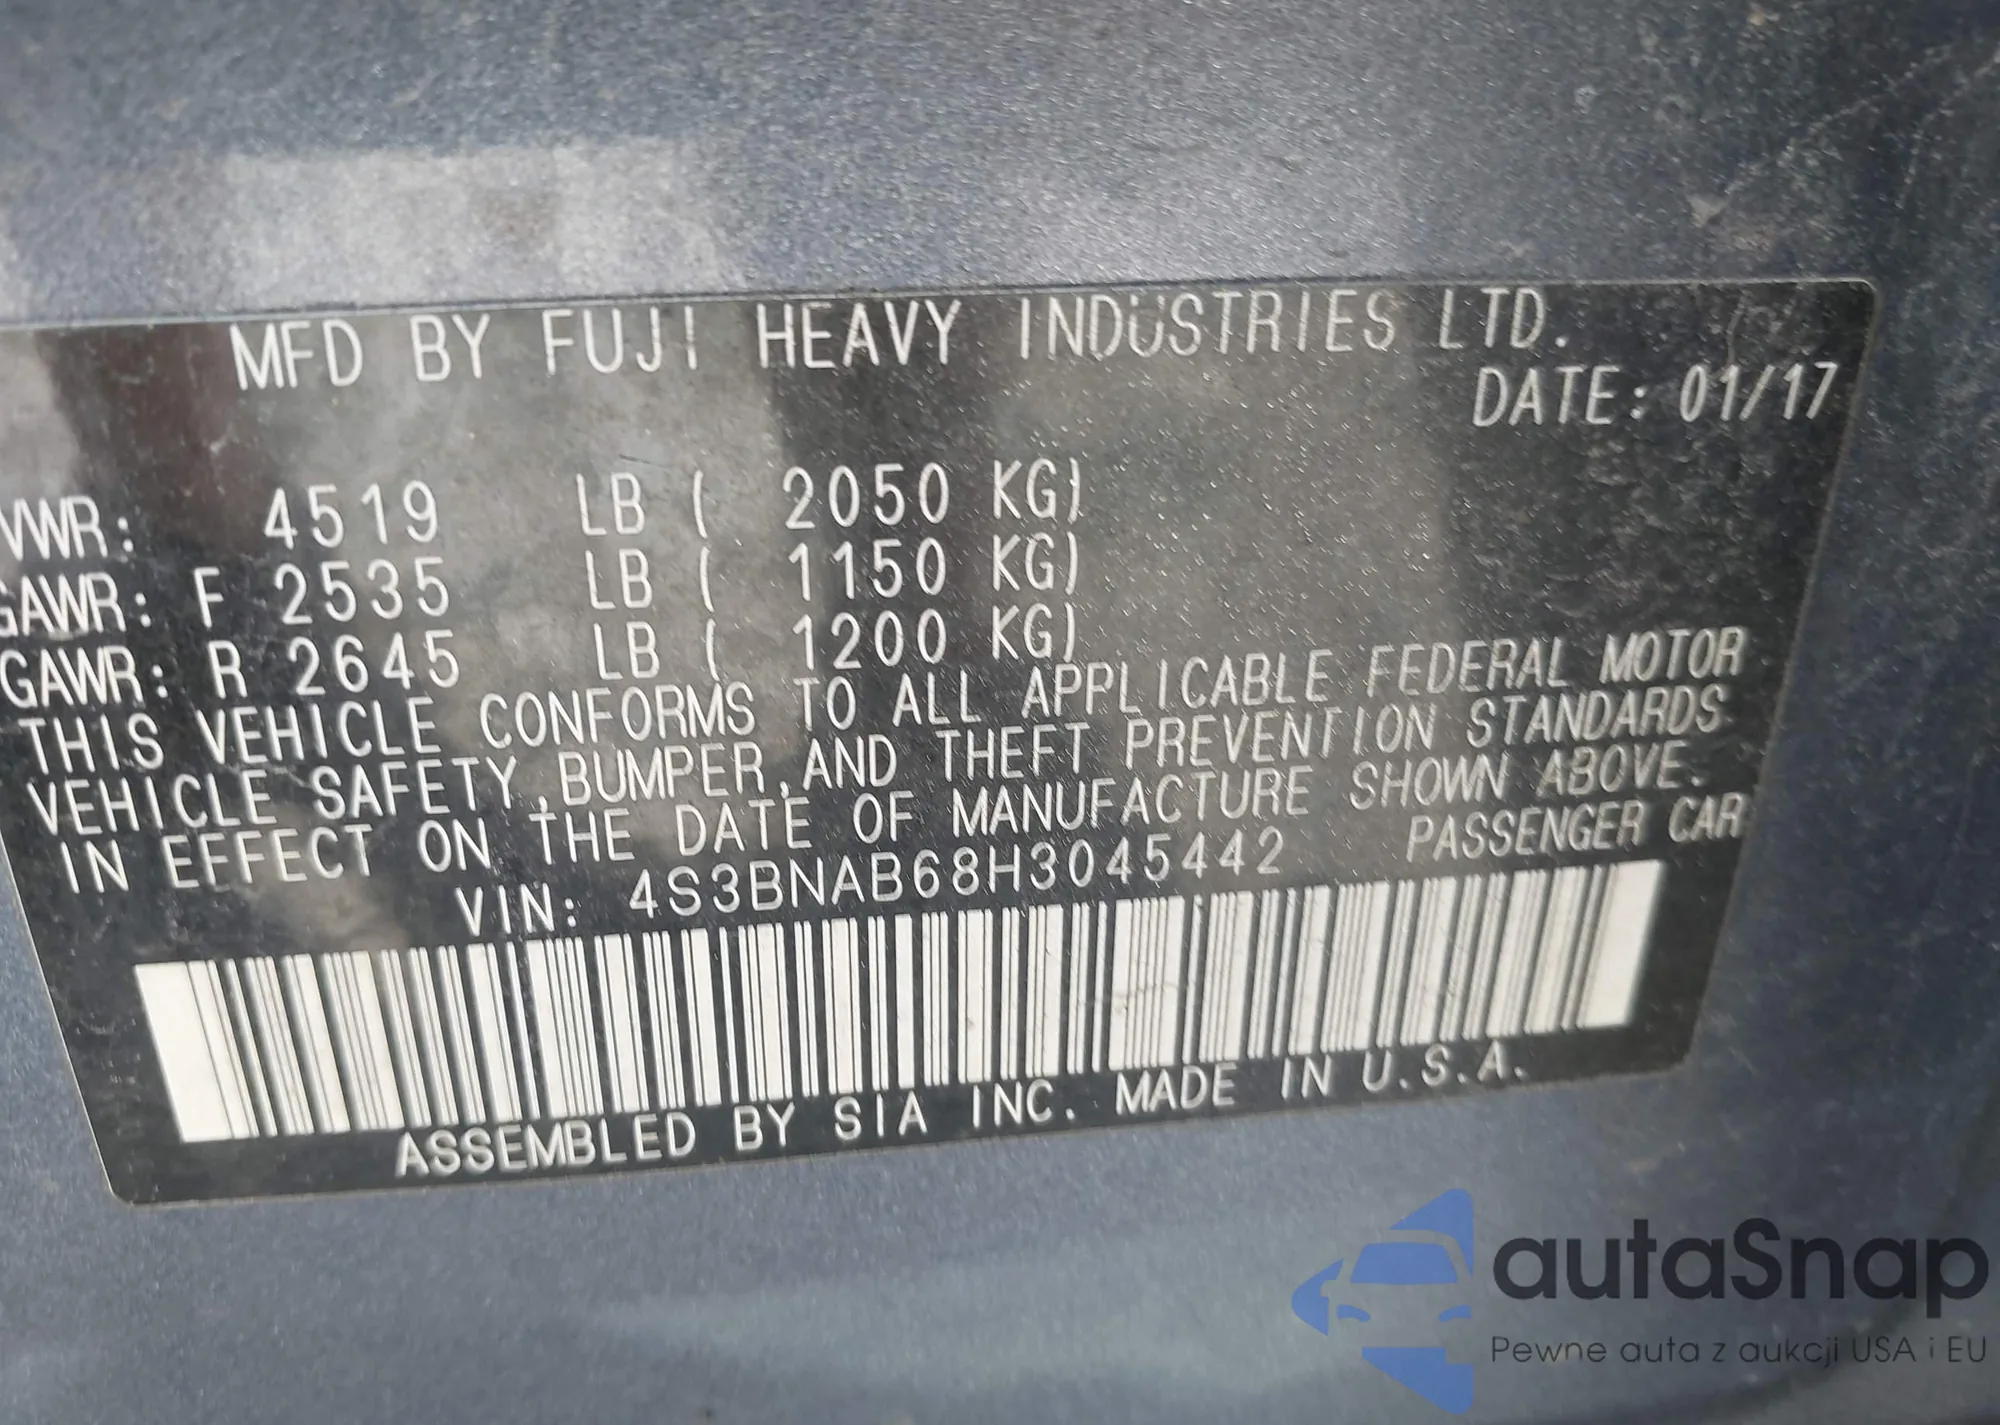 MFD BY FUJI HEAVY INDUSTRIES LTD.
DATE: 01/17
VWR: 4519 LB ( 2050 KG)
GAWR: F 2535 LB ( 1150 KG)
GAWR: R 2645 LB ( 1200 KG)
THIS VEHICLE CONFORMS TO ALL APPLICABLE FEDERAL MOTOR
VEHICLE SAFETY,BUMPER,AND THEFT PREVENTION STANDARDS
IN EFFECT ON THE DATE OF MANUFACTURE SHOWN ABOVE.
VIN: 4S3BNAB68H3045442 PASSENGER CAR
ASSEMBLED BY SIA INC. MADE IN U.S.A.
autaSnap
Pewne auta z aukcji USA i EU